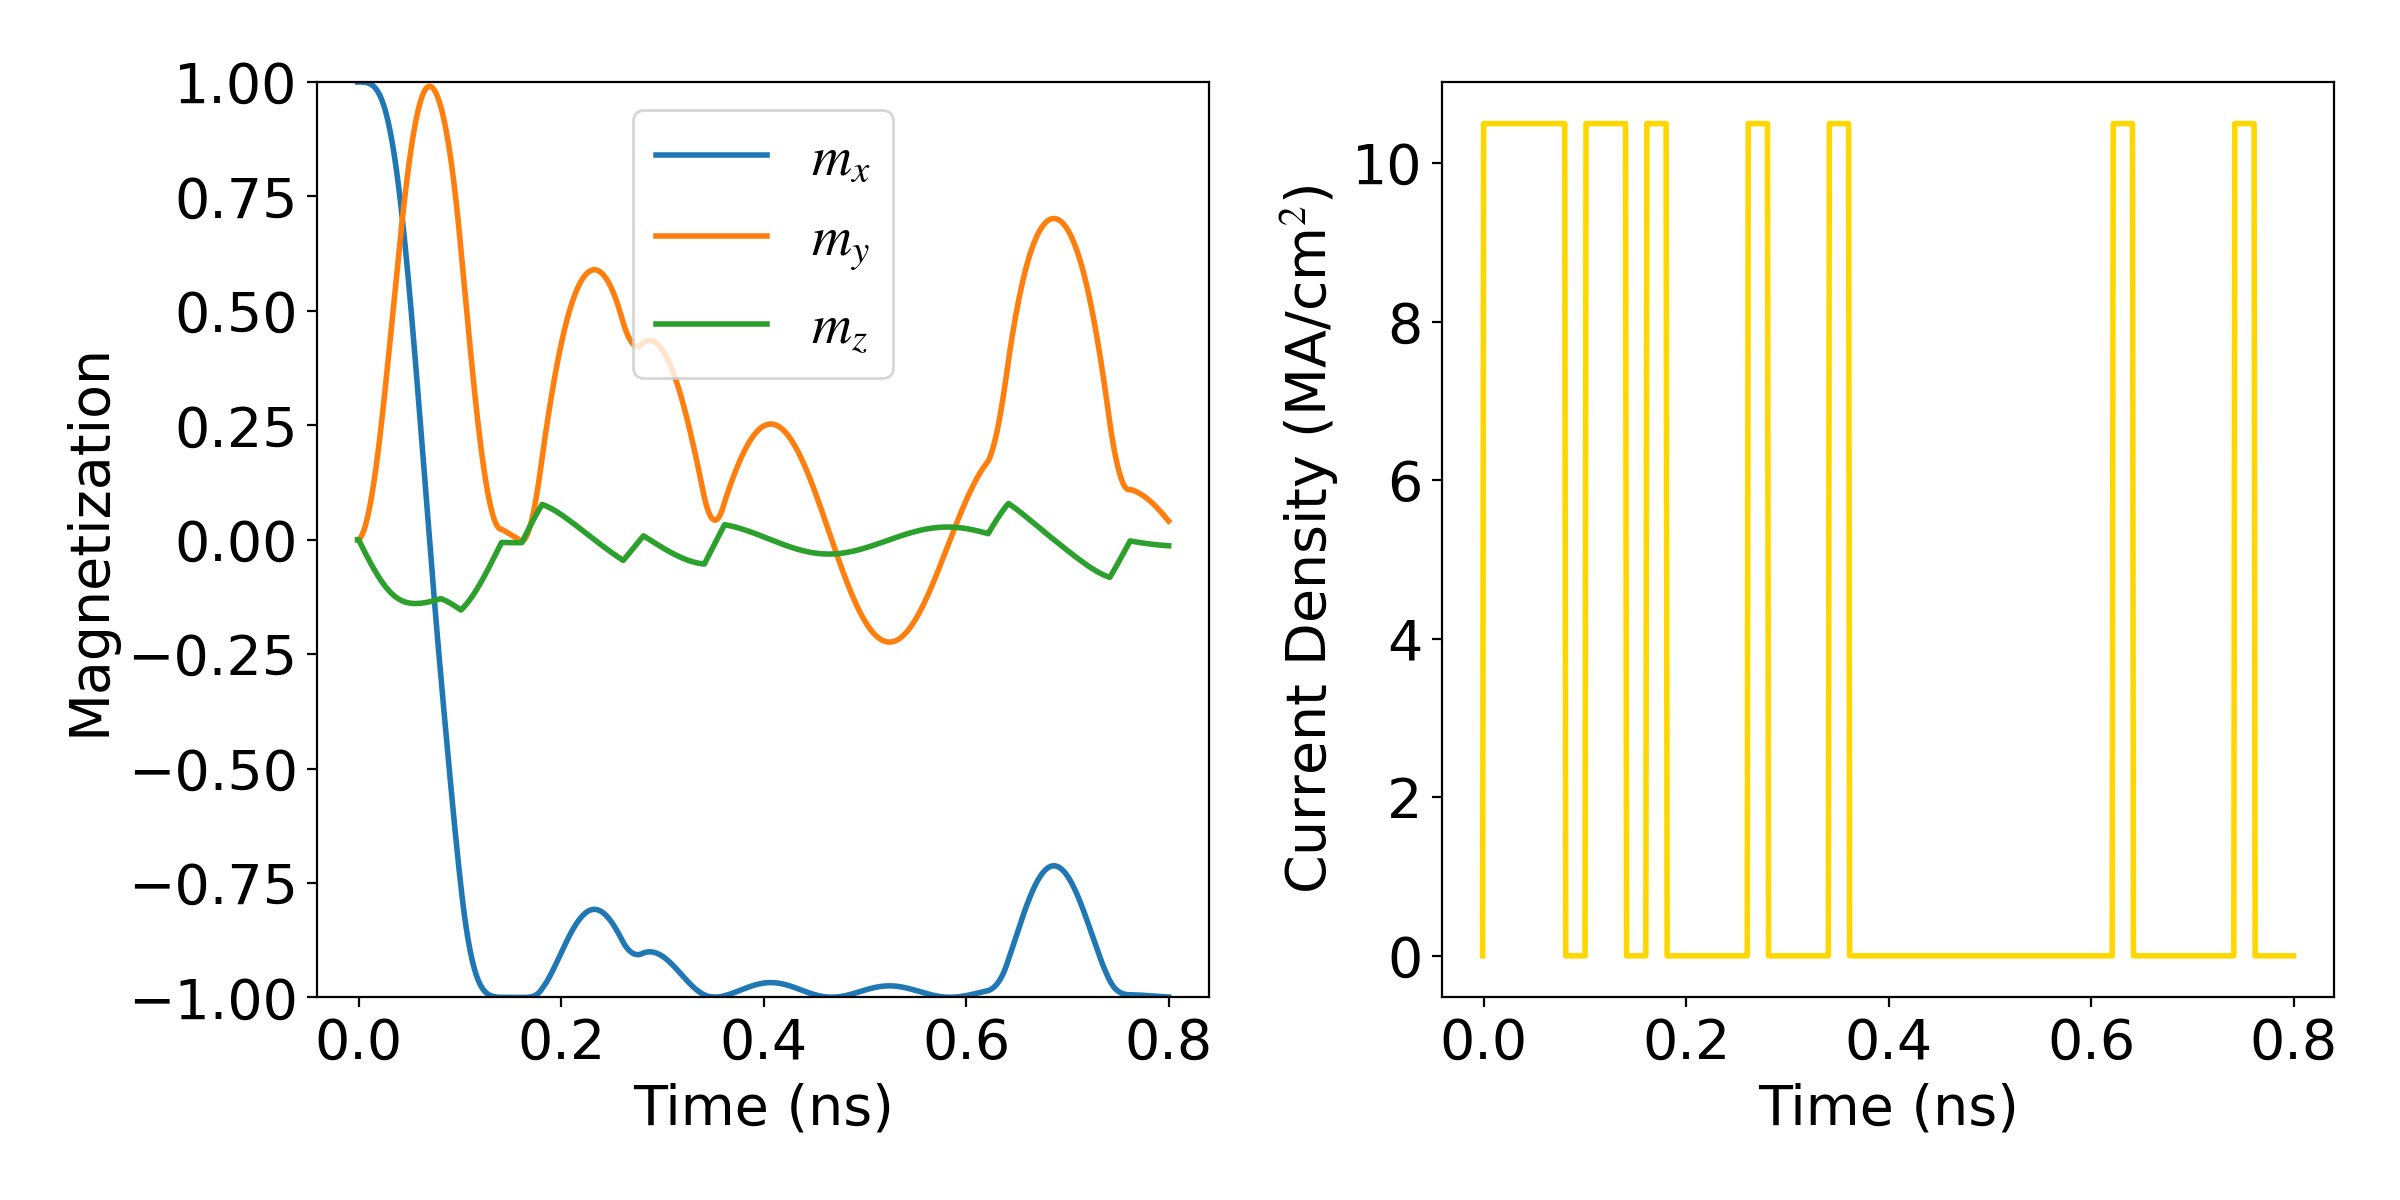 Magnetization
1.00
0.75
0.50
0.25
0.00
−0.25
−0.50
−0.75
−1.00
0.0 0.2 0.4 0.6 0.8
Time (ns)
m_x
m_y
m_z
Current Density (MA/cm²)
10
8
6
4
2
0
0.0 0.2 0.4 0.6 0.8
Time (ns)